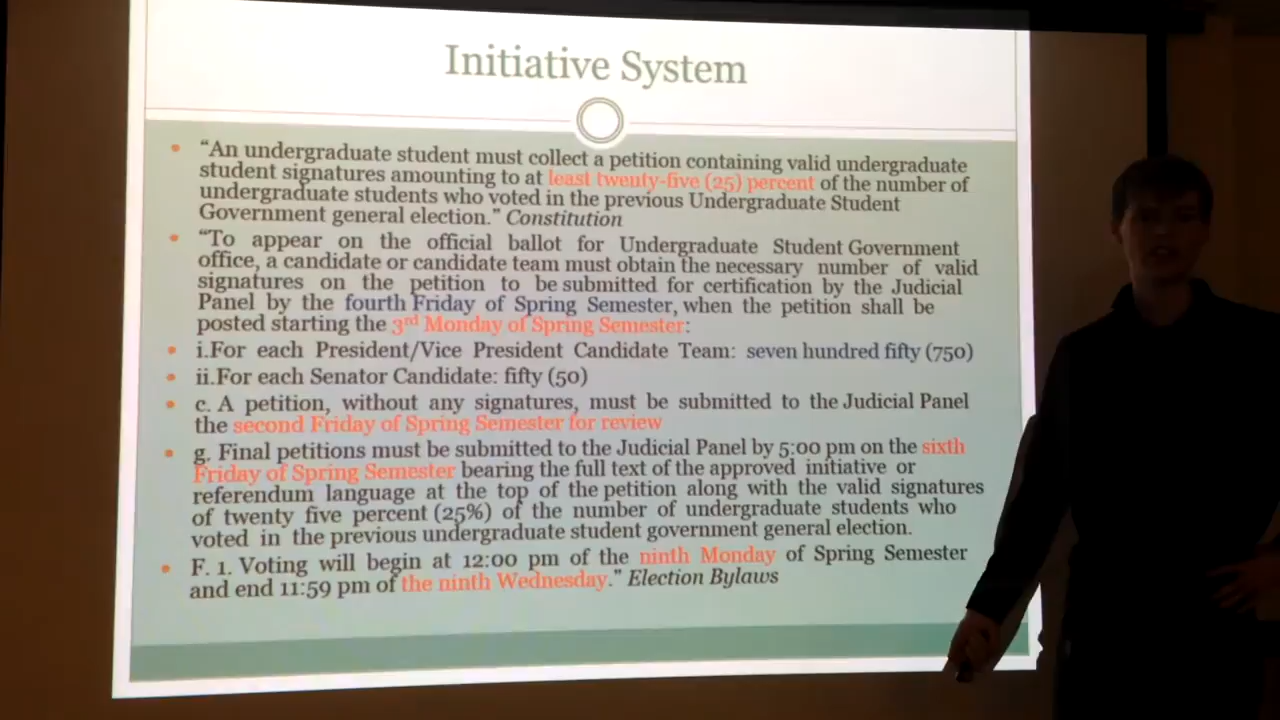 Initiative System
“An undergraduate student must collect a petition containing valid undergraduate
student signatures amounting to at least twenty-five (25) percent of the number of
undergraduate students who voted in the previous Undergraduate Student
Government general election.” Constitution
“To appear on the official ballot for Undergraduate Student Government
office, a candidate or candidate team must obtain the necessary number of valid
signatures on the petition to be submitted for certification by the Judicial
Panel by the fourth Friday of Spring Semester, when the petition shall be
posted starting the 3rd Monday of Spring Semester:
i.For each President/Vice President Candidate Team: seven hundred fifty (750)
ii.For each Senator Candidate: fifty (50)
c. A petition, without any signatures, must be submitted to the Judicial Panel
the second Friday of Spring Semester for review
g. Final petitions must be submitted to the Judicial Panel by 5:00 pm on the sixth
Friday of Spring Semester bearing the full text of the approved initiative or
referendum language at the top of the petition along with the valid signatures
of twenty five percent (25%) of the number of undergraduate students who
voted in the previous undergraduate student government general election.
F. 1. Voting will begin at 12:00 pm of the ninth Monday of Spring Semester
and end 11:59 pm of the ninth Wednesday.” Election Bylaws